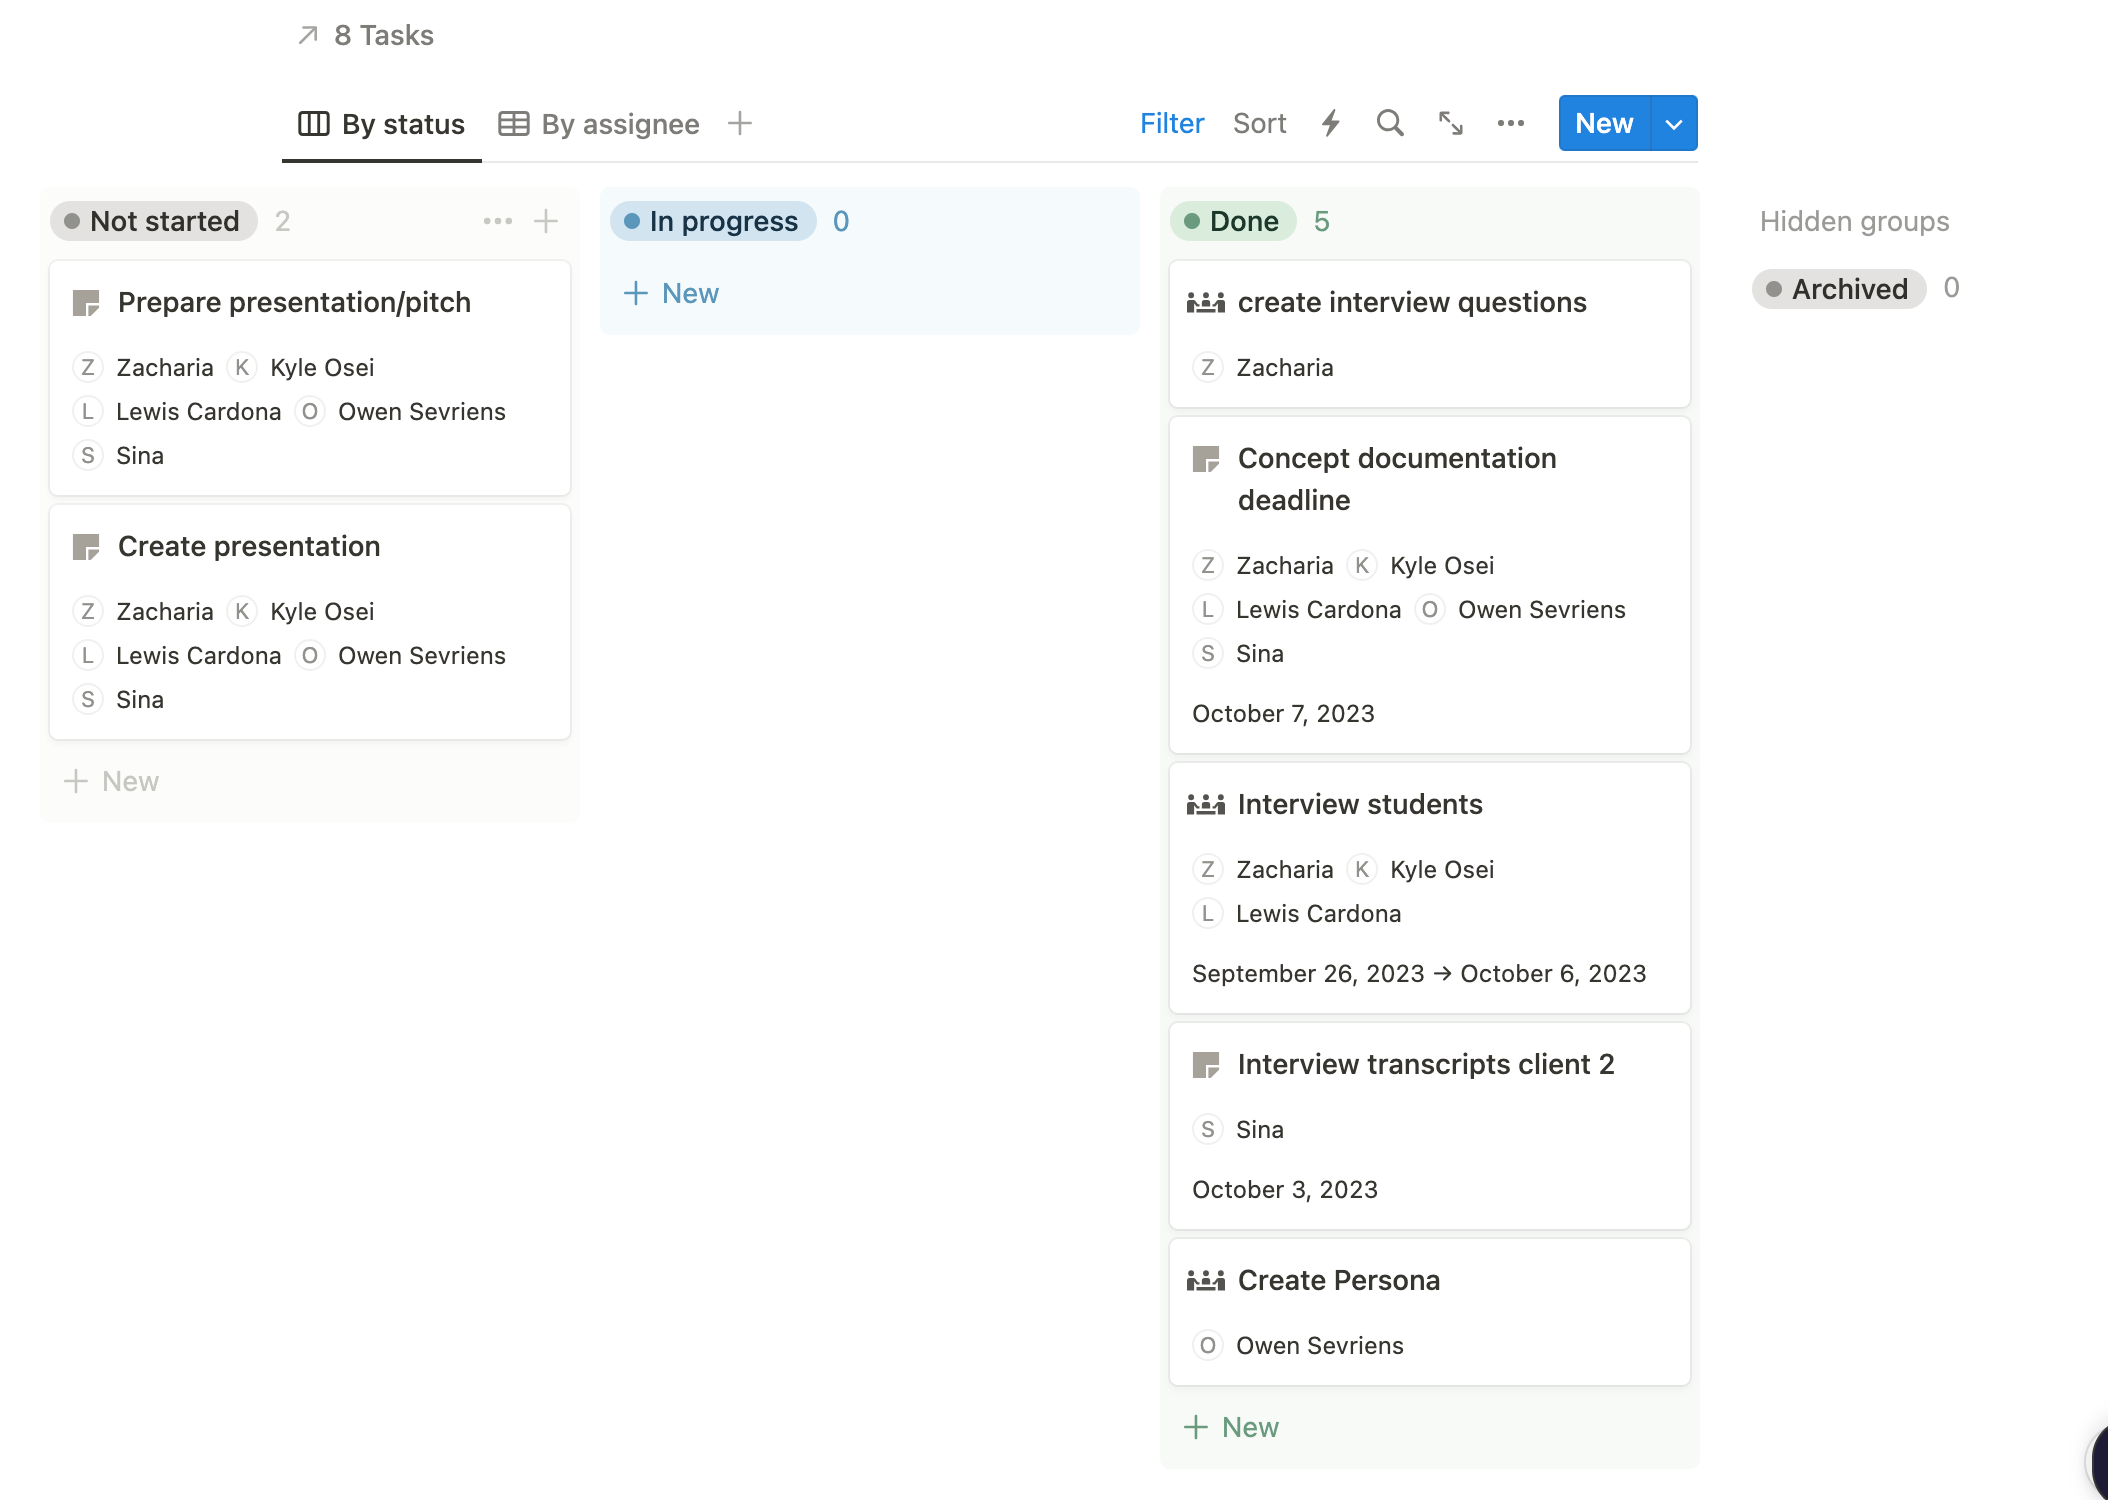 8 Tasks
By status By assignee
Filter Sort New
Not started 2
Prepare presentation/pitch
Z Zacharia K Kyle Osei
L Lewis Cardona O Owen Sevriens
S Sina
Create presentation
Z Zacharia K Kyle Osei
L Lewis Cardona O Owen Sevriens
S Sina
+ New
In progress 0
+ New
Done 5
create interview questions
Z Zacharia
Concept documentation
deadline
Z Zacharia K Kyle Osei
L Lewis Cardona O Owen Sevriens
S Sina
October 7, 2023
Interview students
Z Zacharia K Kyle Osei
L Lewis Cardona
September 26, 2023 → October 6, 2023
Interview transcripts client 2
S Sina
October 3, 2023
Create Persona
O Owen Sevriens
+ New
Hidden groups
Archived 0